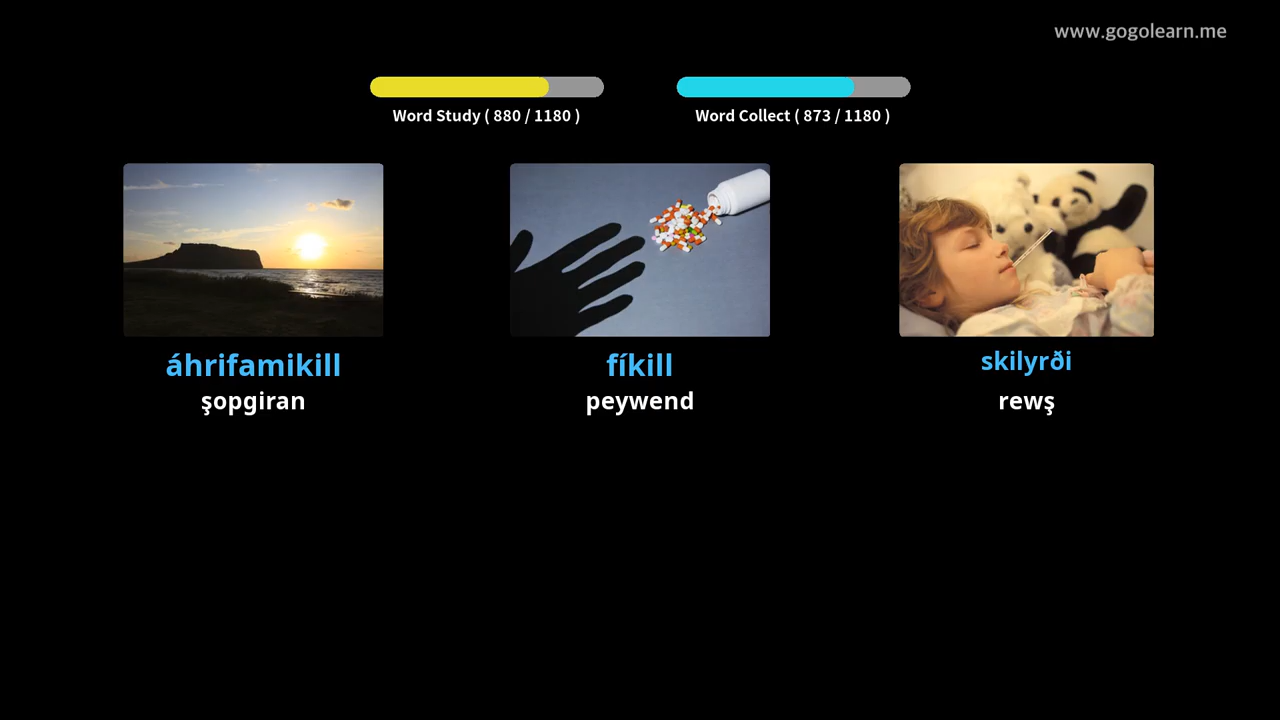 www.gogolearn.me
Word Study ( 880 / 1180 )
Word Collect ( 873 / 1180 )
áhrifamikill
şopgiran
fíkill
peywend
skilyrði
rewş